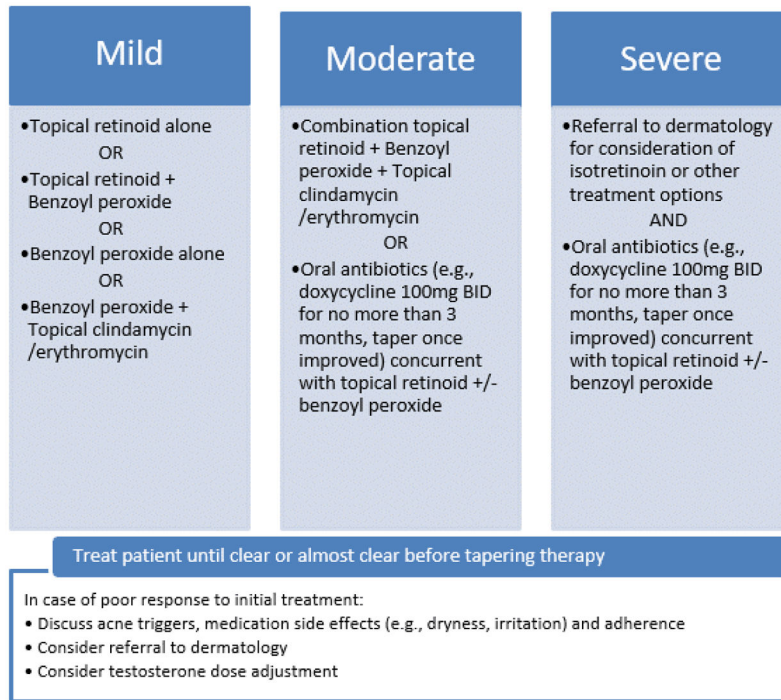 Mild
•Topical retinoid alone
OR
•Topical retinoid +
Benzoyl peroxide
OR
•Benzoyl peroxide alone
OR
•Benzoyl peroxide +
Topical clindamycin
/erythromycin
Moderate
•Combination topical
retinoid + Benzoyl
peroxide + Topical
clindamycin
/erythromycin
OR
•Oral antibiotics (e.g.,
doxycycline 100mg BID
for no more than 3
months, taper once
improved) concurrent
with topical retinoid +/-
benzoyl peroxide
Severe
•Referral to dermatology
for consideration of
isotretinoin or other
treatment options
AND
•Oral antibiotics (e.g.,
doxycycline 100mg BID
for no more than 3
months, taper once
improved) concurrent
with topical retinoid +/-
benzoyl peroxide
Treat patient until clear or almost clear before tapering therapy
In case of poor response to initial treatment:
• Discuss acne triggers, medication side effects (e.g., dryness, irritation) and adherence
• Consider referral to dermatology
• Consider testosterone dose adjustment